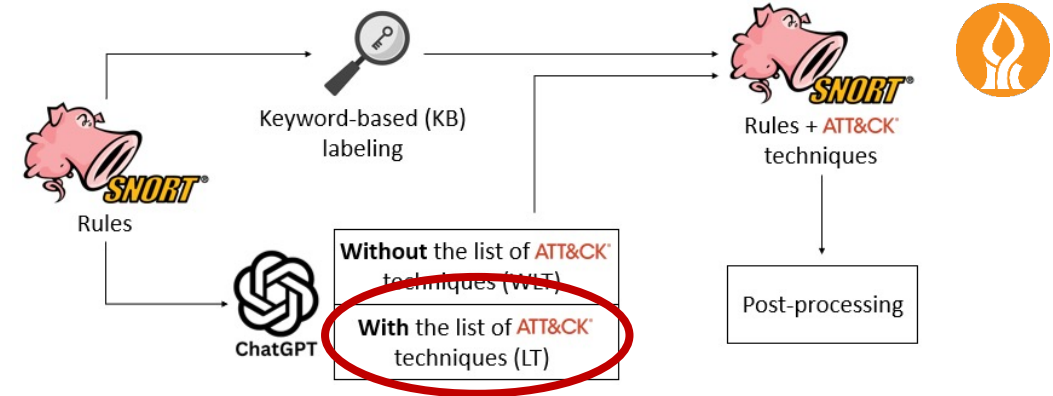 SNORT®
Rules
Keyword-based (KB)
labeling
ChatGPT
Without the list of ATT&CK®
techniques (WLT)
With the list of ATT&CK®
techniques (LT)
SNORT®
Rules + ATT&CK®
techniques
Post-processing